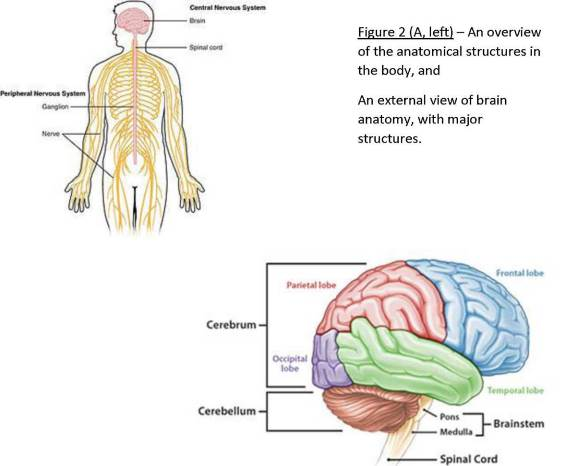 Central Nervous System
Brain
Spinal cord
Peripheral Nervous System
Ganglion
Nerve
Figure 2 (A, left) – An overview
of the anatomical structures in
the body, and
An external view of brain
anatomy, with major
structures.
Frontal lobe
Parietal lobe
Cerebrum
Occipital
lobe
Temporal lobe
Cerebellum
Pons
Brainstem
Medulla
Spinal Cord